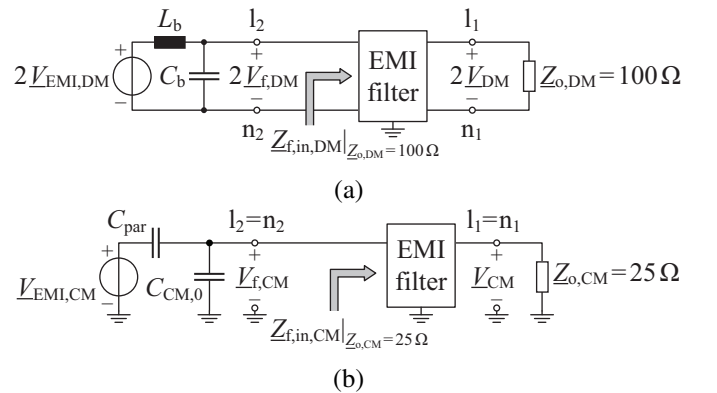 L_b l_2 l_1
+ + EMI +
2V_EMI,DM C_b 2V_f,DM filter 2V_DM Z_o,DM = 100 Ω
− − −
n_2 Z_f,in,DM|Z_o,DM=100 Ω n_1
(a)
C_par l_2=n_2 l_1=n_1
+ + EMI +
V_EMI,CM C_CM,0 V_f,CM filter V_CM Z_o,CM = 25 Ω
− − −
Z_f,in,CM|Z_o,CM=25 Ω
(b)